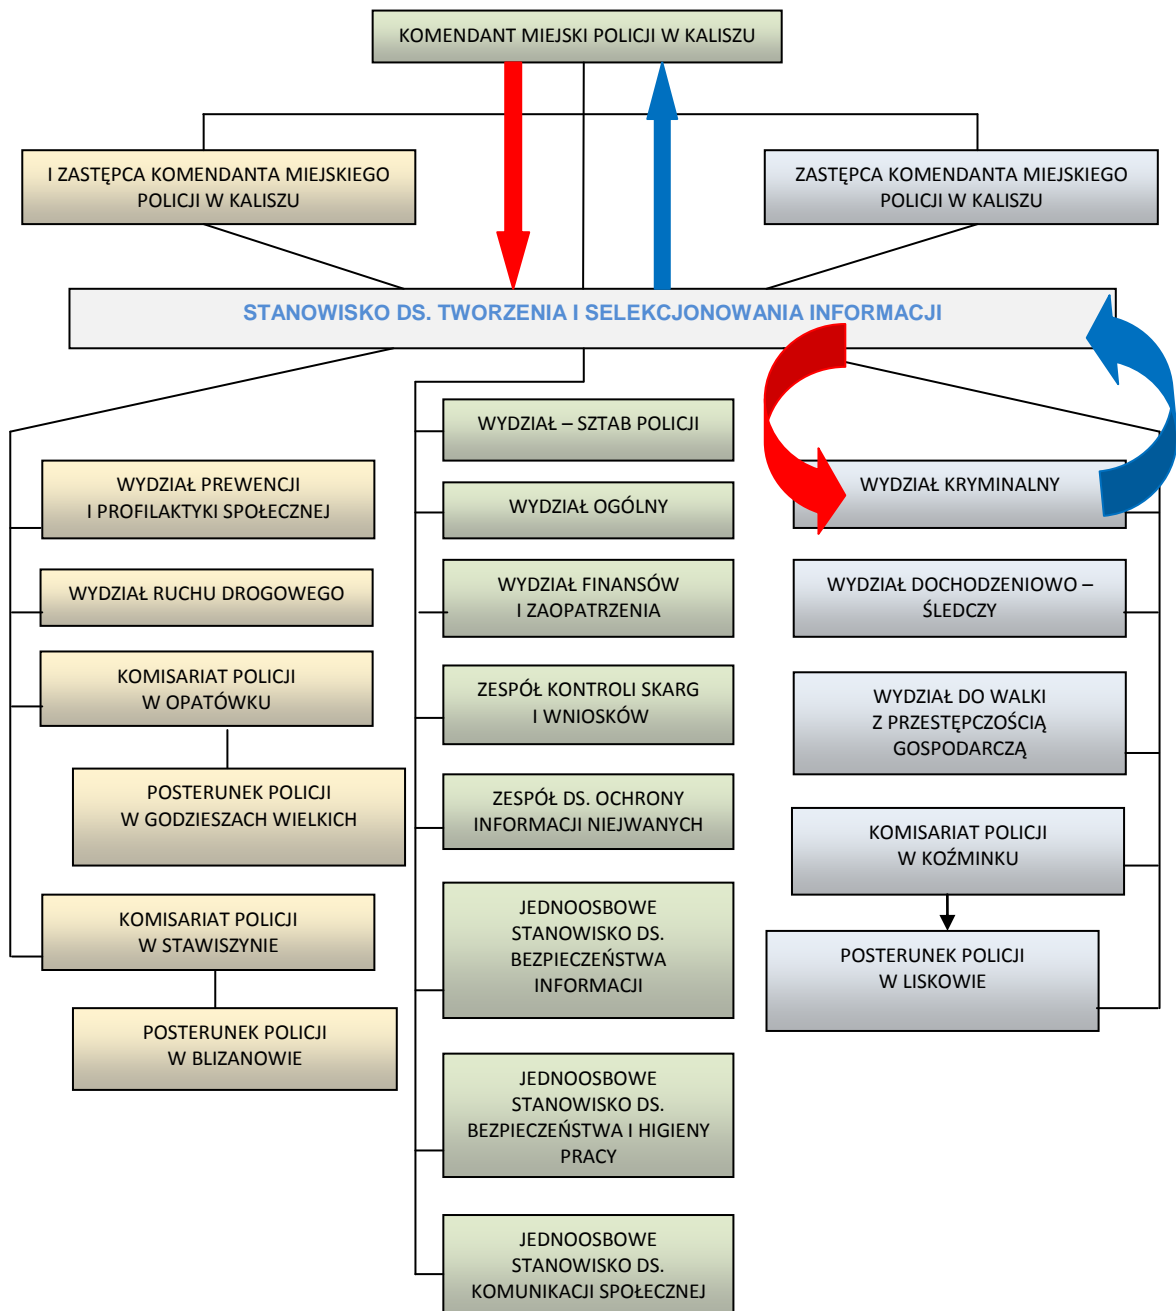 KOMENDANT MIEJSKI POLICJI W KALISZU
I ZASTĘPCA KOMENDANTA MIEJSKIEGO
POLICJI W KALISZU
ZASTĘPCA KOMENDANTA MIEJSKIEGO
POLICJI W KALISZU
STANOWISKO DS. TWORZENIA I SELEKCJONOWANIA INFORMACJI
WYDZIAŁ PREWENCJI
I PROFILAKTYKI SPOŁECZNEJ
WYDZIAŁ RUCHU DROGOWEGO
KOMISARIAT POLICJI
W OPATÓWKU
POSTERUNEK POLICJI
W GODZIESZACH WIELKICH
KOMISARIAT POLICJI
W STAWISZYNIE
POSTERUNEK POLICJI
W BLIZANOWIE
WYDZIAŁ – SZTAB POLICJI
WYDZIAŁ OGÓLNY
WYDZIAŁ FINANSÓW
I ZAOPATRZENIA
ZESPÓŁ KONTROLI SKARG
I WNIOSKÓW
ZESPÓŁ DS. OCHRONY
INFORMACJI NIEJWANYCH
JEDNOOSBOWE
STANOWISKO DS.
BEZPIECZEŃSTWA
INFORMACJI
JEDNOOSBOWE
STANOWISKO DS.
BEZPIECZEŃSTWA I HIGIENY
PRACY
JEDNOOSBOWE
STANOWISKO DS.
KOMUNIKACJI SPOŁECZNEJ
WYDZIAŁ KRYMINALNY
WYDZIAŁ DOCHODZENIOWO –
ŚLEDCZY
WYDZIAŁ DO WALKI
Z PRZESTĘPCZOŚCIĄ
GOSPODARCZĄ
KOMISARIAT POLICJI
W KOŹMINKU
POSTERUNEK POLICJI
W LISKOWIE